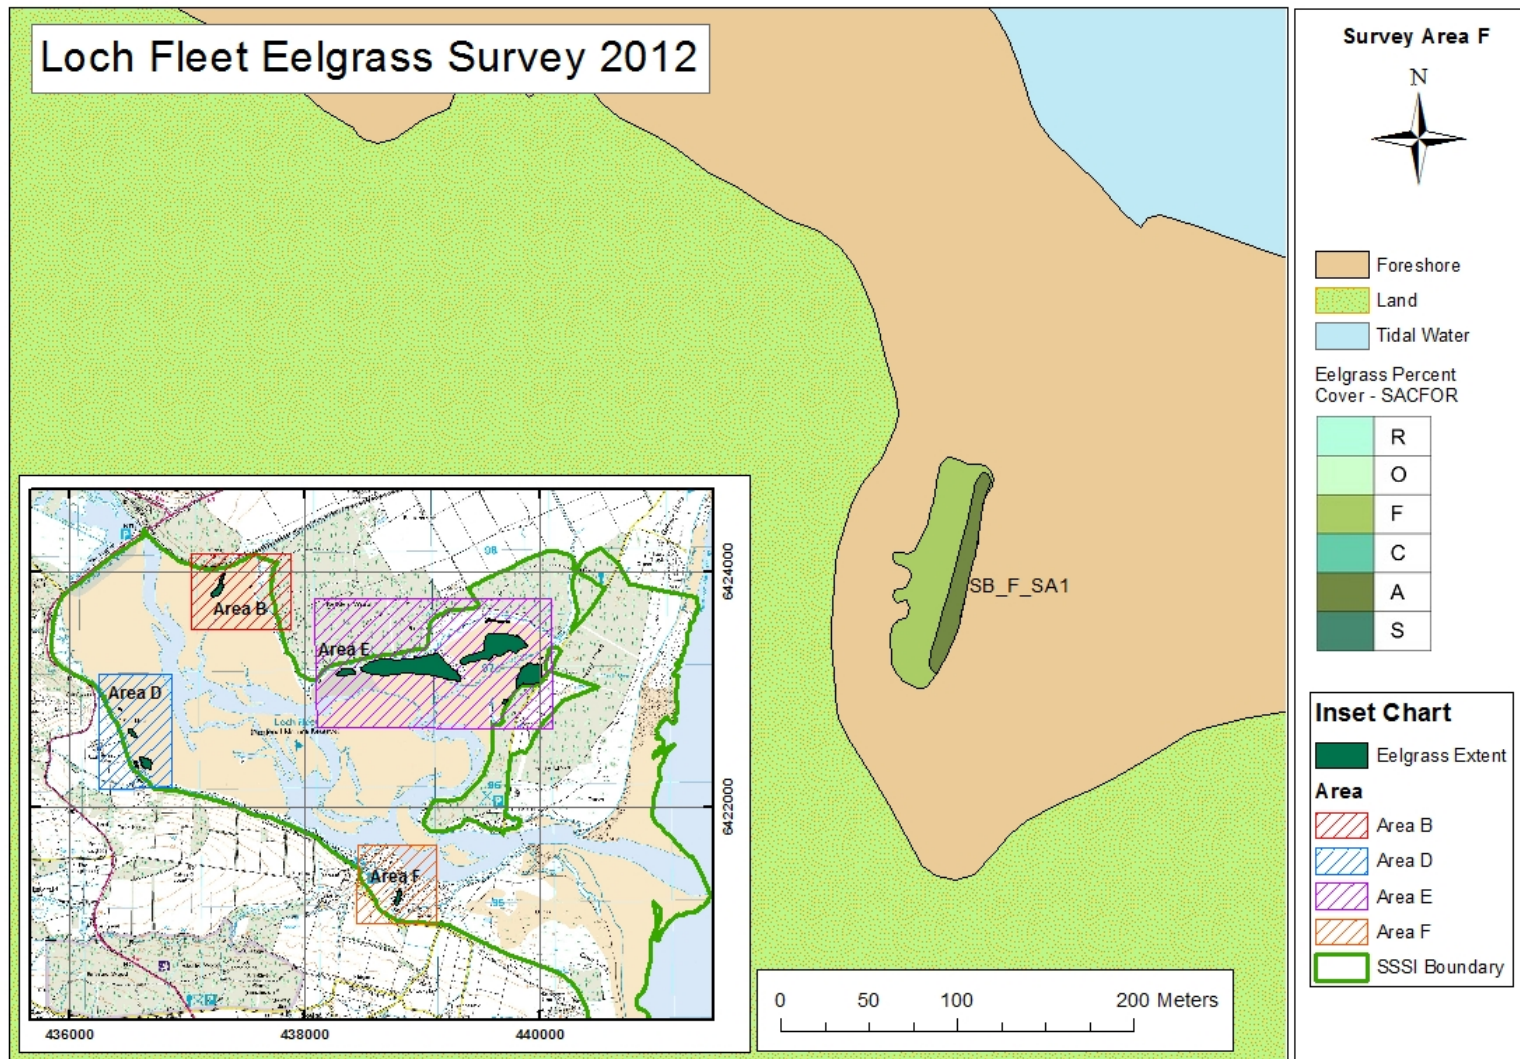 Loch Fleet Eelgrass Survey 2012
Survey Area F
N
Foreshore
Land
Tidal Water
Eelgrass Percent
Cover - SACFOR
R
O
F
C
A
S
SB_F_SA1
Inset Chart
Eelgrass Extent
Area
Area B
Area D
Area E
Area F
SSSI Boundary
Area B
Area E
Area D
Area F
98
6424000
6422000
436000
438000
440000
0 50 100 200 Meters